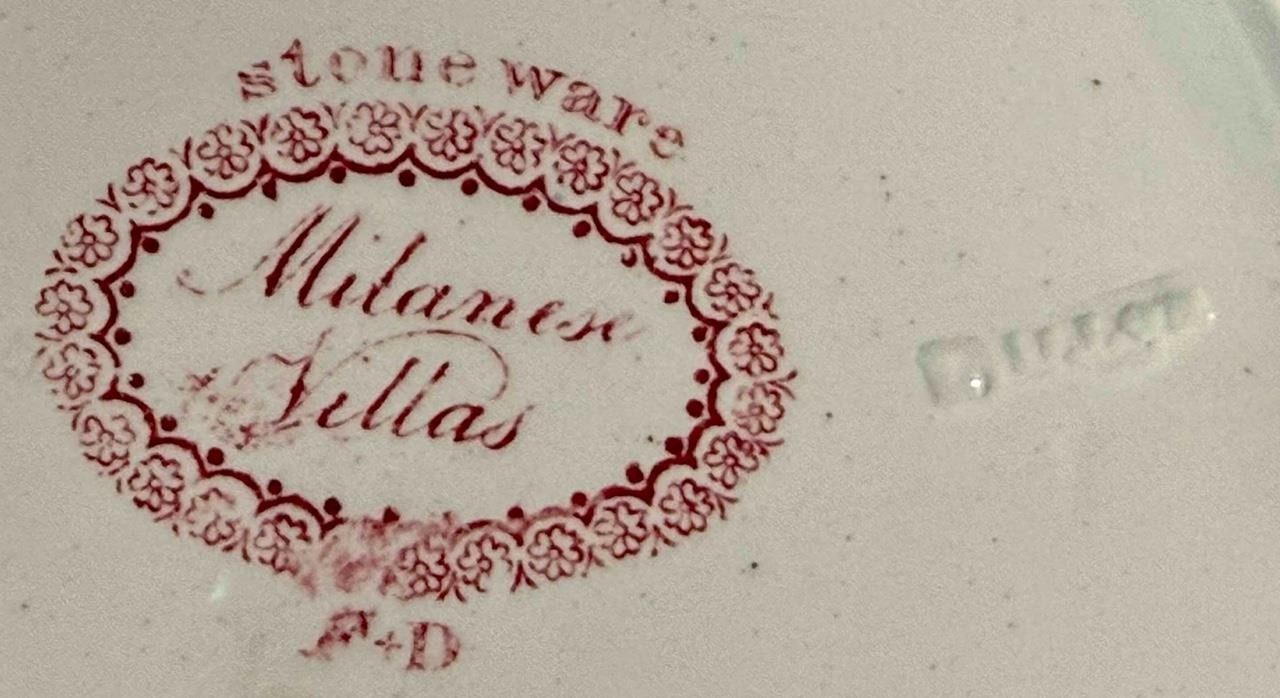 stone ware
Milanese
Villas
F+D